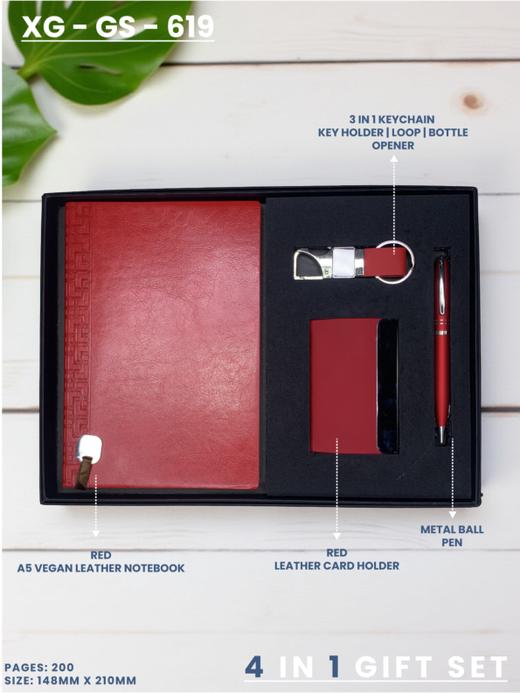 XG - GS - 619
3 IN 1 KEYCHAIN
KEY HOLDER | LOOP | BOTTLE
OPENER
METAL BALL
PEN
RED
A5 VEGAN LEATHER NOTEBOOK
RED
LEATHER CARD HOLDER
PAGES: 200
SIZE: 148MM X 210MM
4 IN 1 GIFT SET